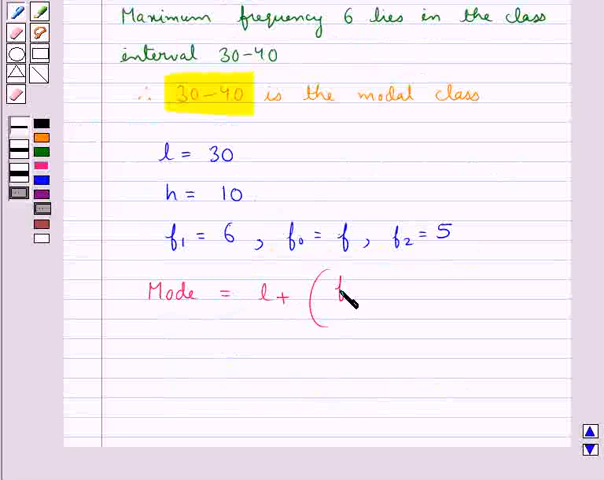 Maximum frequency 6 lies in the class
interval 30-40
∴ 30-40 is the modal class
l = 30
h = 10
f₁ = 6 , f₀ = f , f₂ = 5
Mode = l + ( f